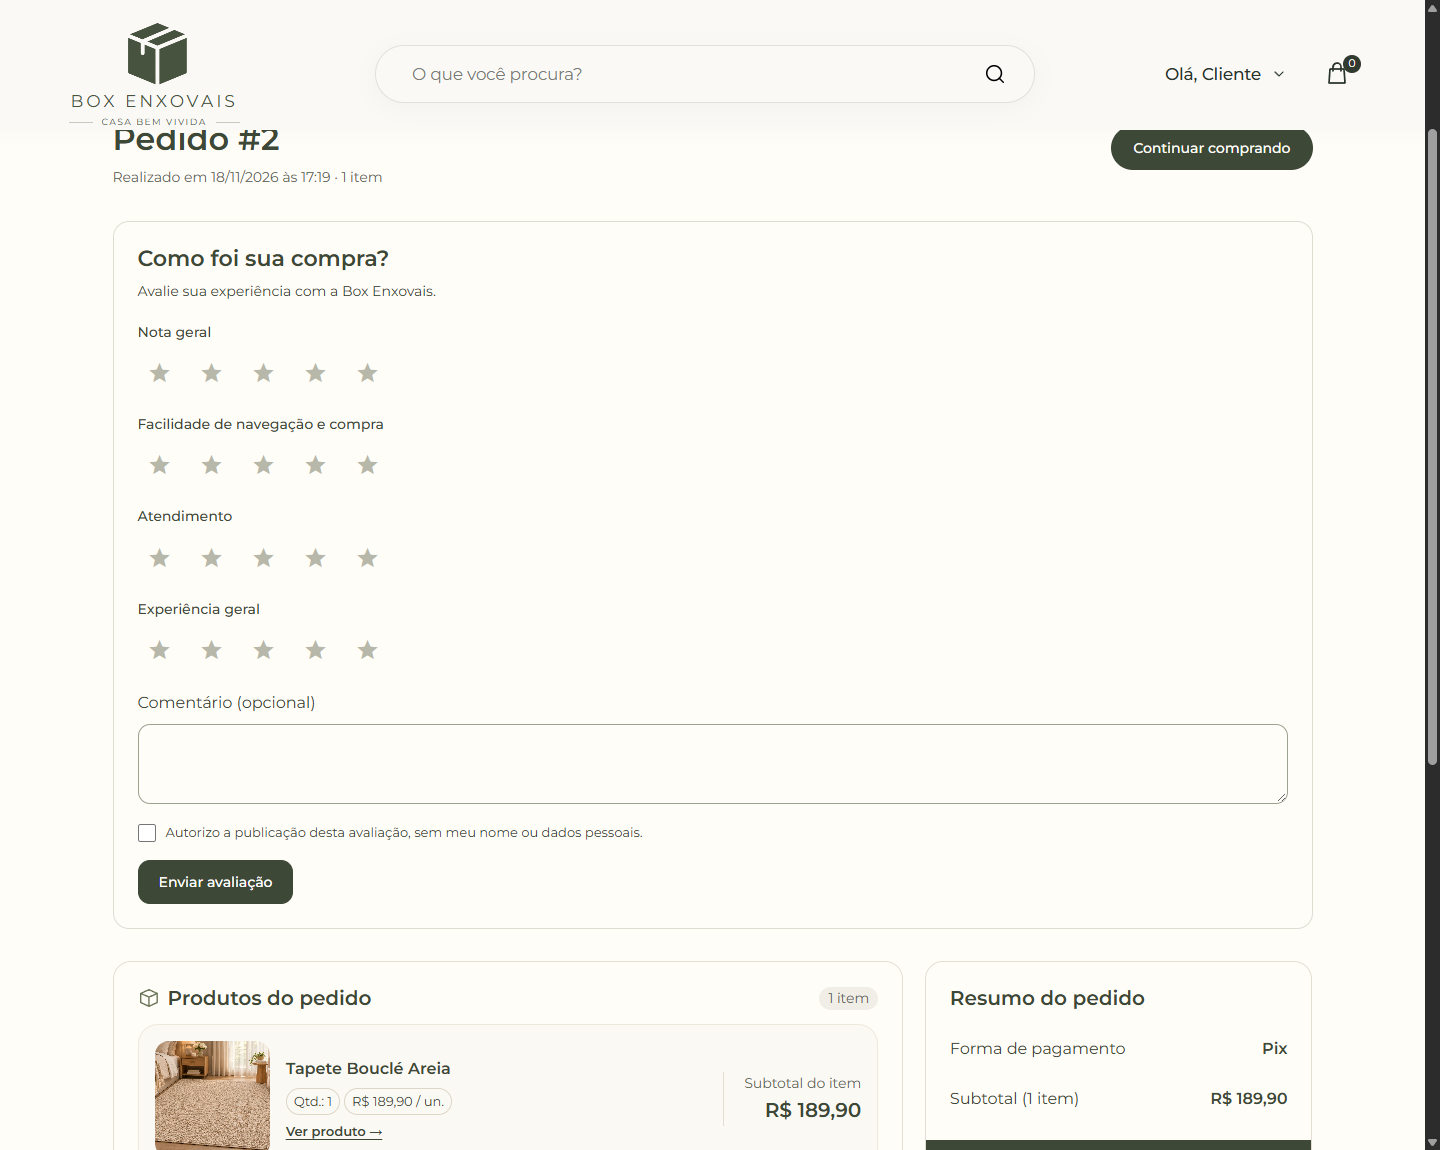 BOX ENXOVAIS
CASA BEM VIVIDA
O que você procura?
Olá, Cliente
0
Pedido #2
Realizado em 18/11/2026 às 17:19 · 1 item
Continuar comprando
Como foi sua compra?
Avalie sua experiência com a Box Enxovais.
Nota geral
Facilidade de navegação e compra
Atendimento
Experiência geral
Comentário (opcional)
Autorizo a publicação desta avaliação, sem meu nome ou dados pessoais.
Enviar avaliação
Produtos do pedido
1 item
Tapete Bouclé Areia
Qtd.: 1
R$ 189,90 / un.
Ver produto →
Subtotal do item
R$ 189,90
Resumo do pedido
Forma de pagamento
Pix
Subtotal (1 item)
R$ 189,90